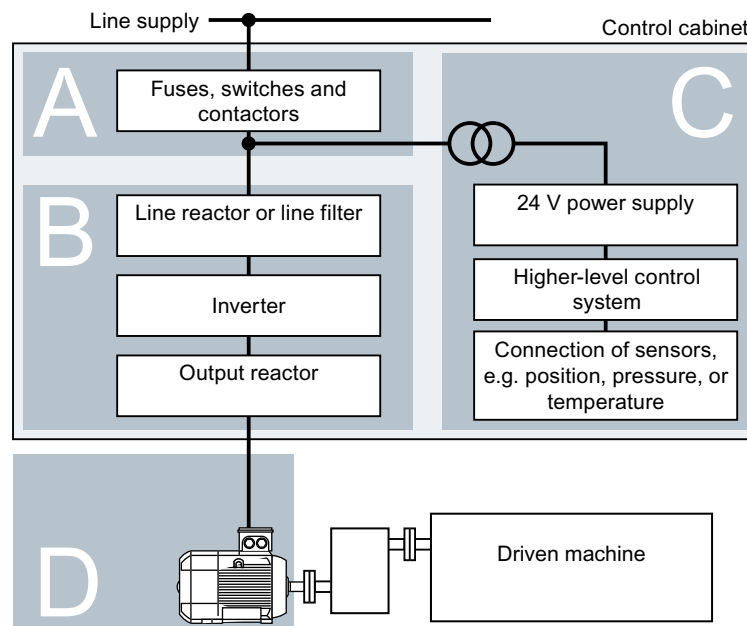 Line supply
Control cabinet
A
Fuses, switches and
contactors
C
B
Line reactor or line filter
24 V power supply
Inverter
Higher-level control
system
Output reactor
Connection of sensors,
e.g. position, pressure, or
temperature
D
Driven machine